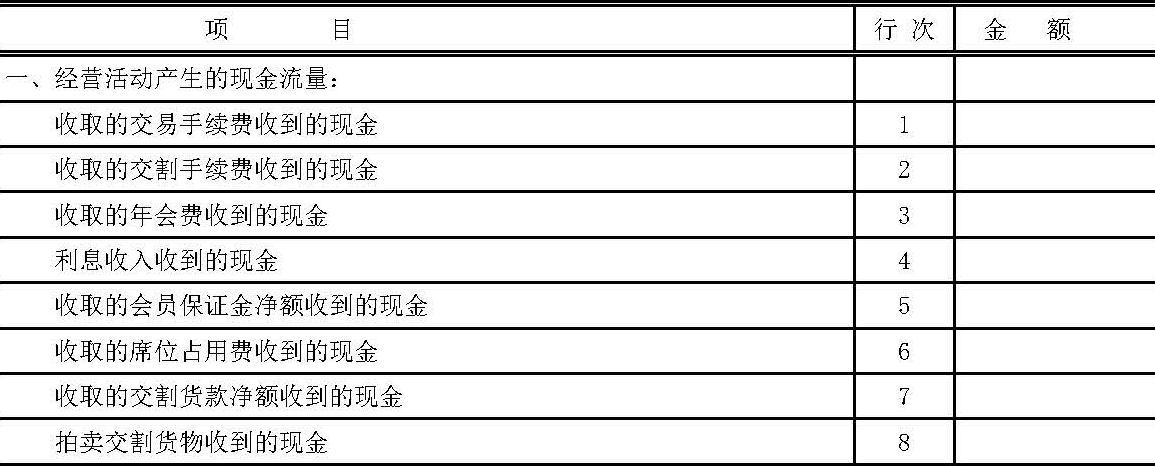 项 目 行 次 金 额
一、经营活动产生的现金流量：
收取的交易手续费收到的现金 1
收取的交割手续费收到的现金 2
收取的年会费收到的现金 3
利息收入收到的现金 4
收取的会员保证金净额收到的现金 5
收取的席位占用费收到的现金 6
收取的交割货款净额收到的现金 7
拍卖交割货物收到的现金 8